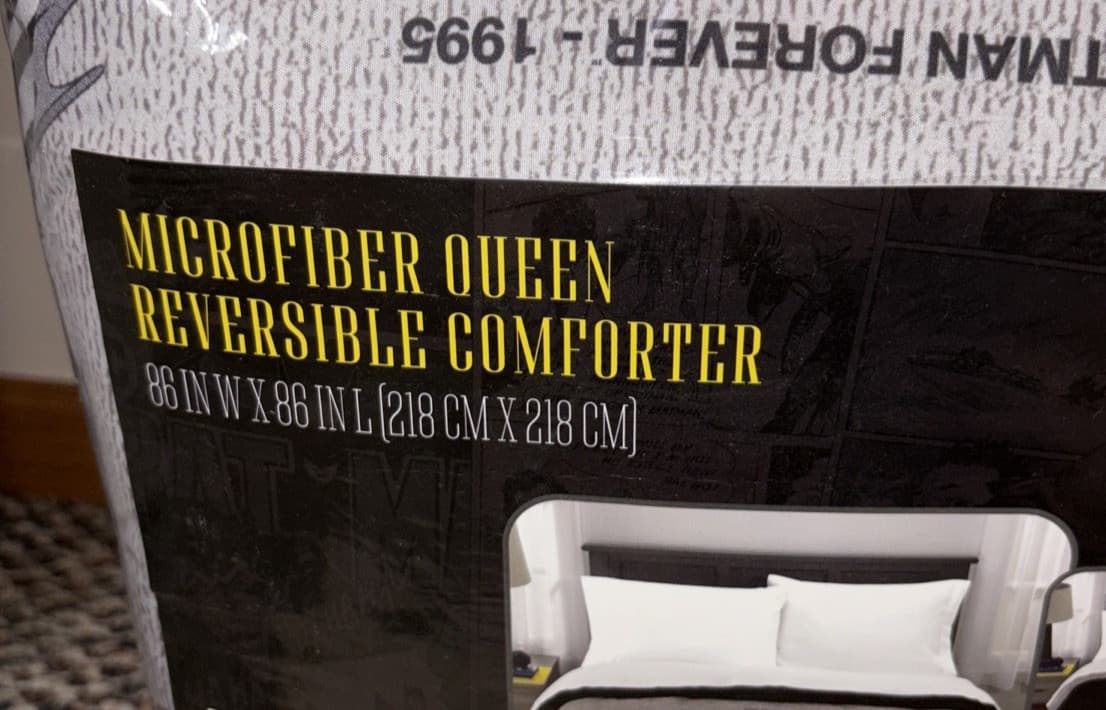 TMAN FOREVER - 1995
MICROFIBER QUEEN
REVERSIBLE COMFORTER
86 IN W X 86 IN L (218 CM X 218 CM)